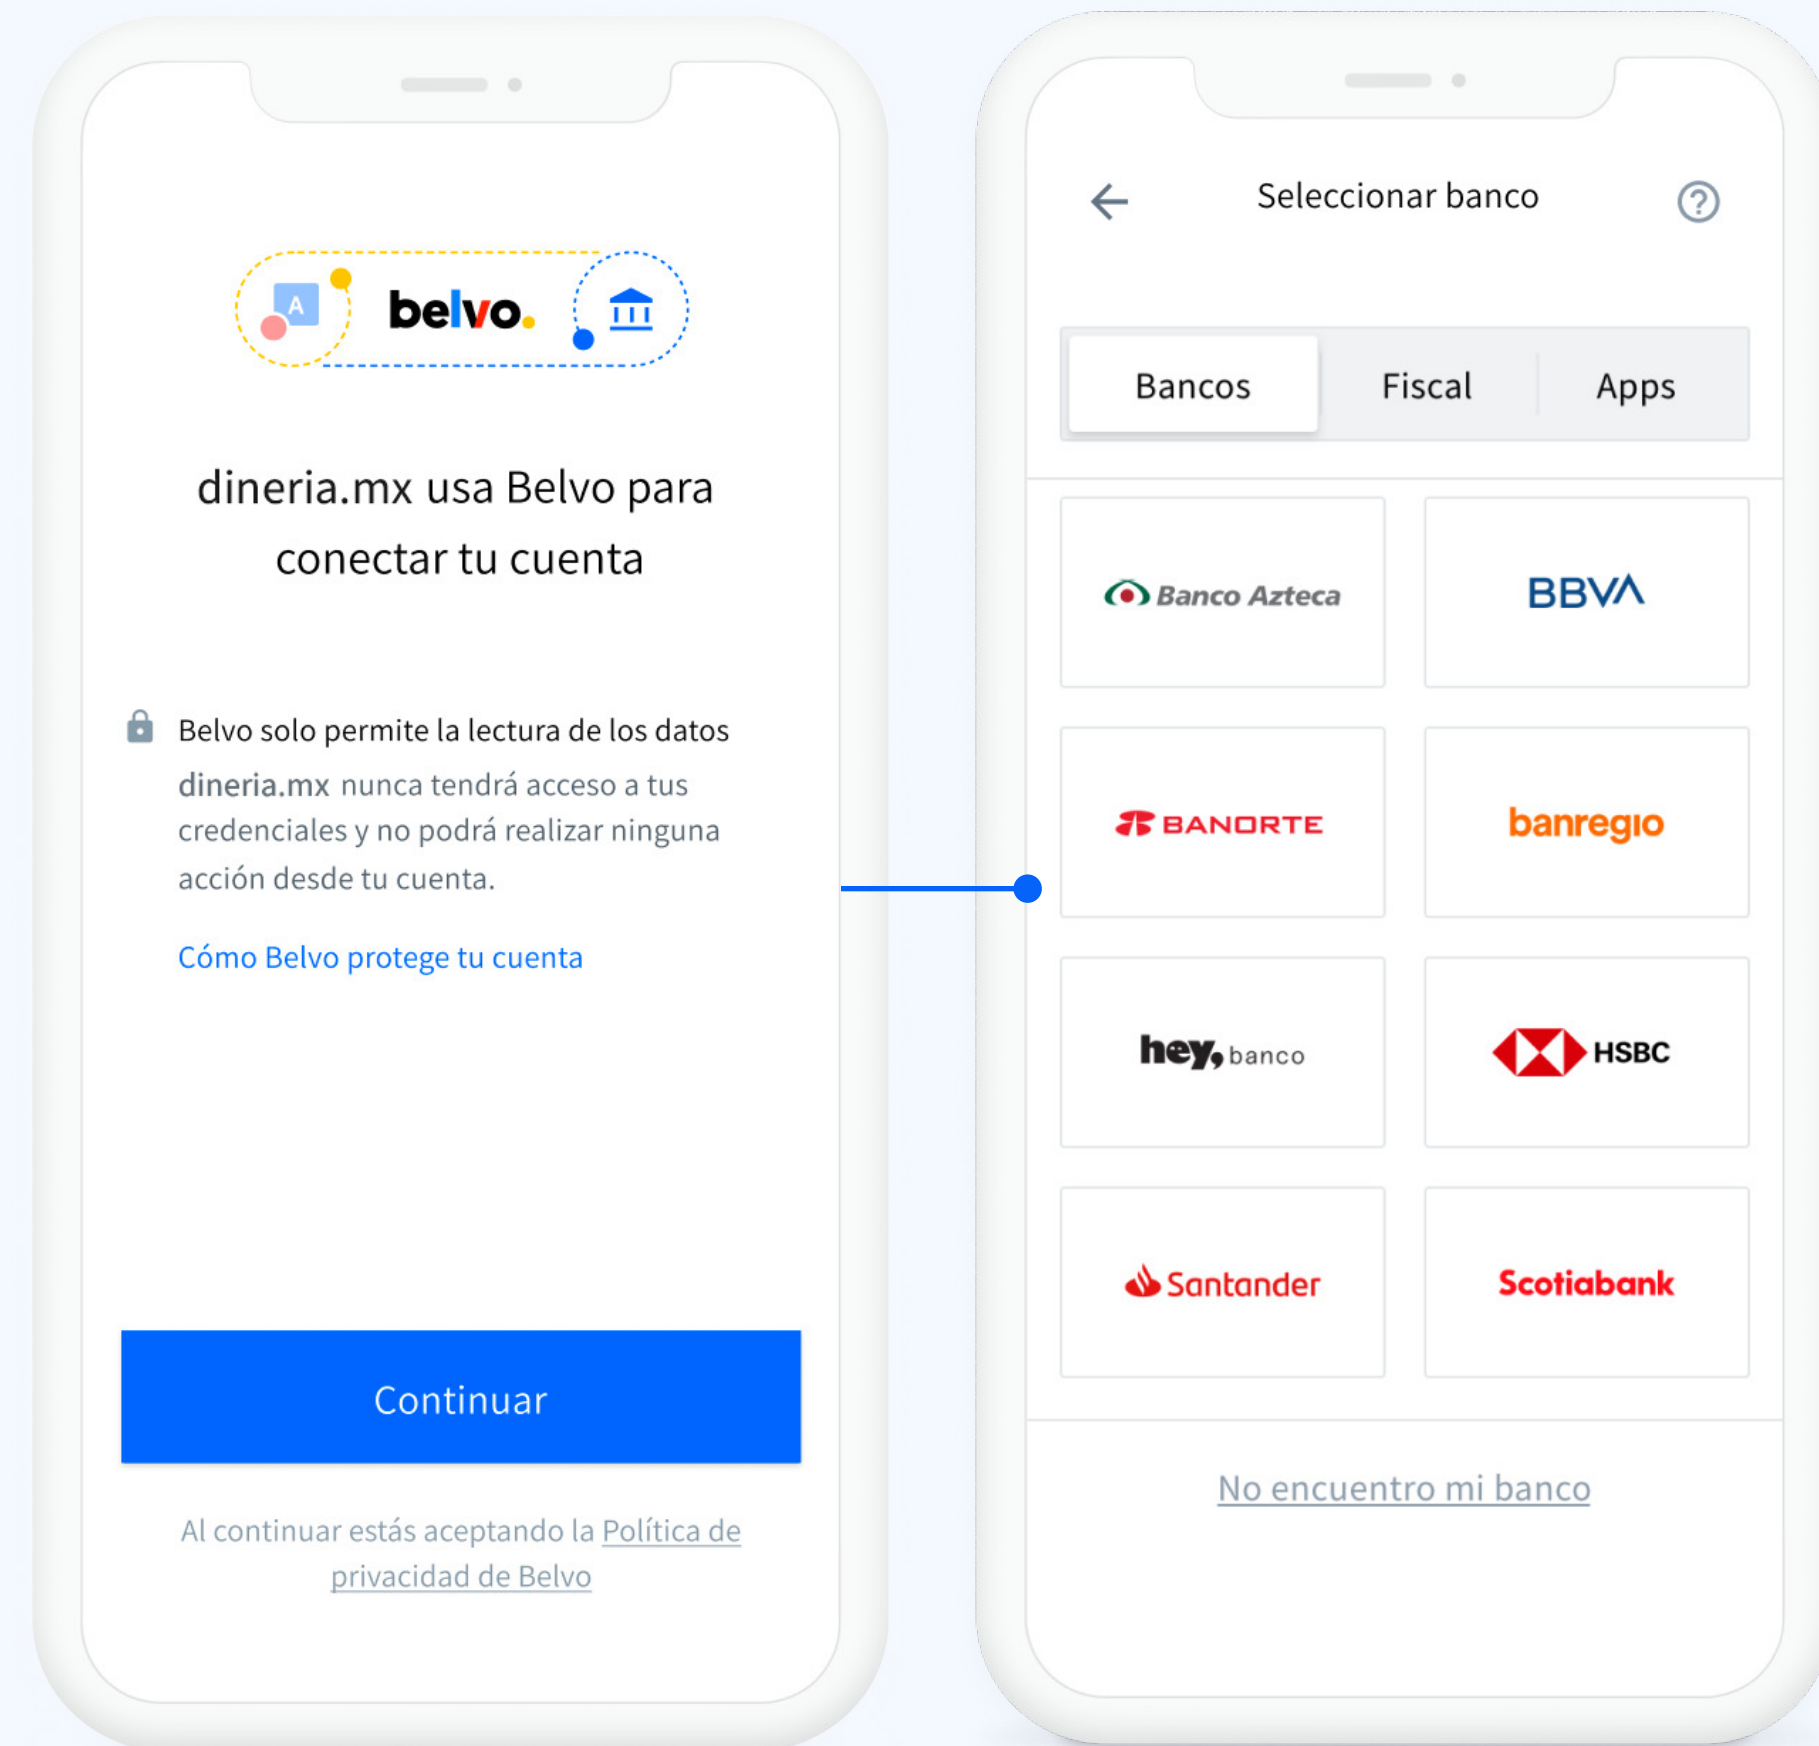 A
belvo.
dineria.mx usa Belvo para
conectar tu cuenta
Belvo solo permite la lectura de los datos
dineria.mx nunca tendrá acceso a tus
credenciales y no podrá realizar ninguna
acción desde tu cuenta.
Cómo Belvo protege tu cuenta
Continuar
Al continuar estás aceptando la Política de
privacidad de Belvo
Seleccionar banco
?
Bancos Fiscal Apps
Banco Azteca
BBVA
BANORTE
banregio
hey, banco
HSBC
Santander
Scotiabank
No encuentro mi banco